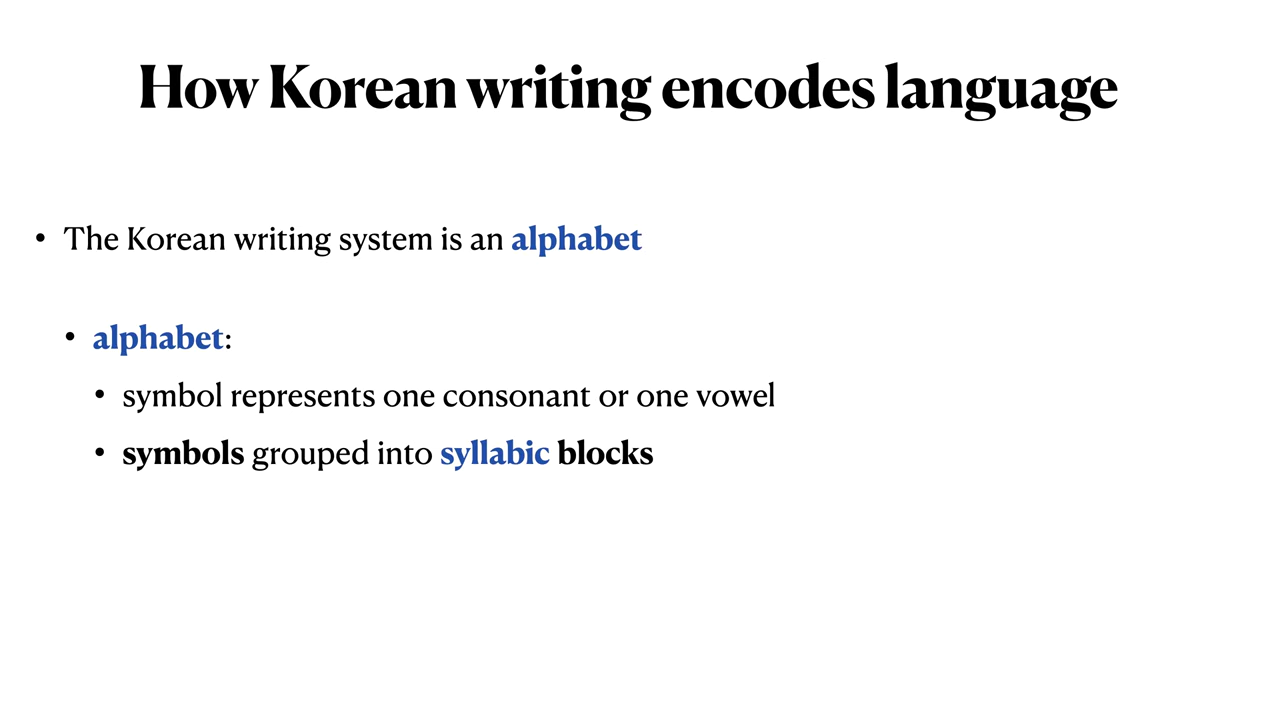 How Korean writing encodes language
• The Korean writing system is an alphabet
• alphabet:
• symbol represents one consonant or one vowel
• symbols grouped into syllabic blocks